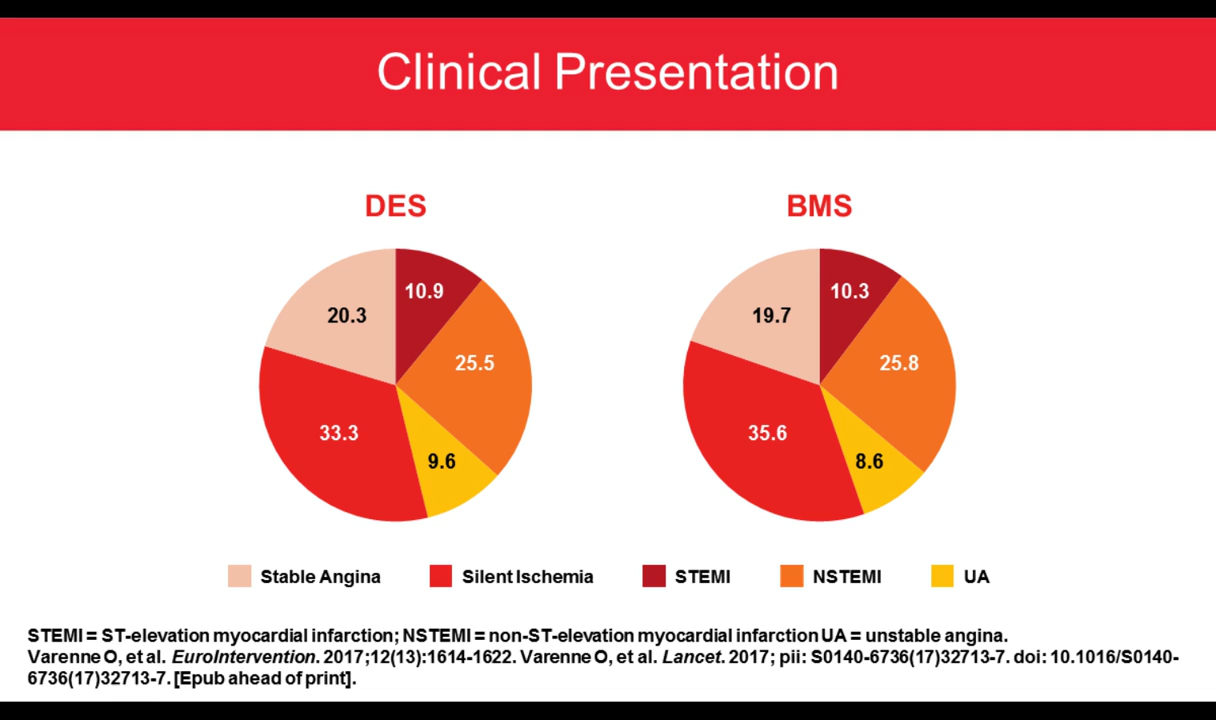 Clinical Presentation
DES
BMS
20.3
10.9
25.5
33.3
9.6
19.7
10.3
25.8
35.6
8.6
Stable Angina
Silent Ischemia
STEMI
NSTEMI
UA
STEMI = ST-elevation myocardial infarction; NSTEMI = non-ST-elevation myocardial infarction UA = unstable angina.
Varenne O, et al. EuroIntervention. 2017;12(13):1614-1622. Varenne O, et al. Lancet. 2017; pii: S0140-6736(17)32713-7. doi: 10.1016/S0140-
6736(17)32713-7. [Epub ahead of print].